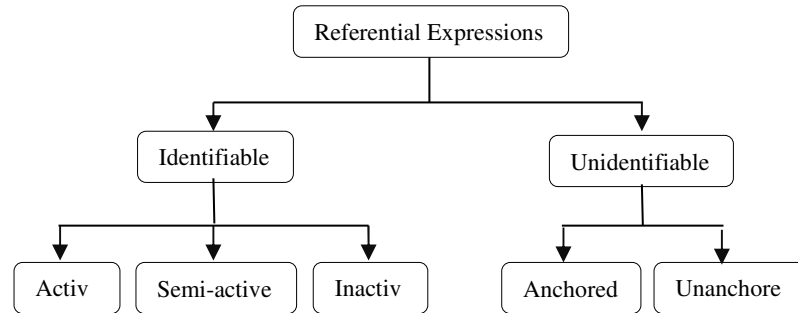 Referential Expressions
Identifiable
Unidentifiable
Activ
Semi-active
Inactiv
Anchored
Unanchore